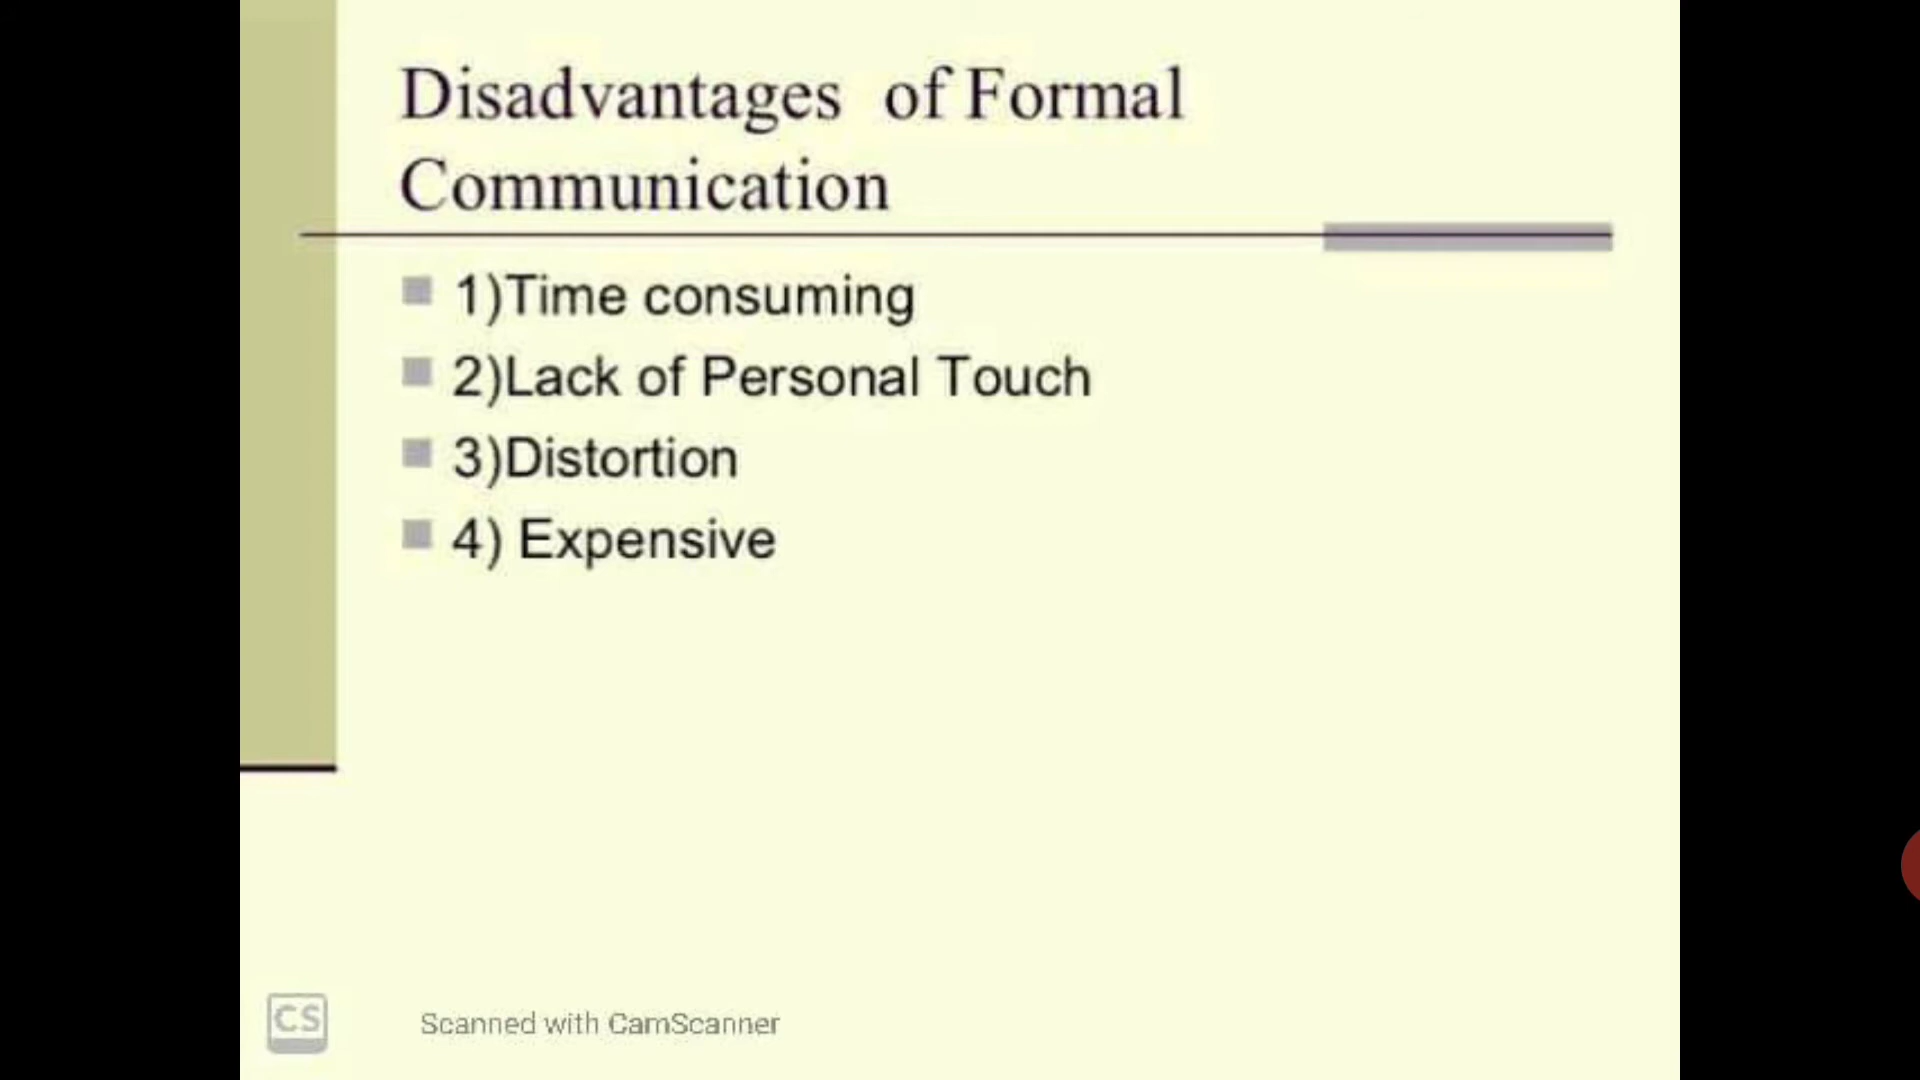 Disadvantages of Formal
Communication
1)Time consuming
2)Lack of Personal Touch
3)Distortion
4) Expensive
CS
Scanned with CamScanner